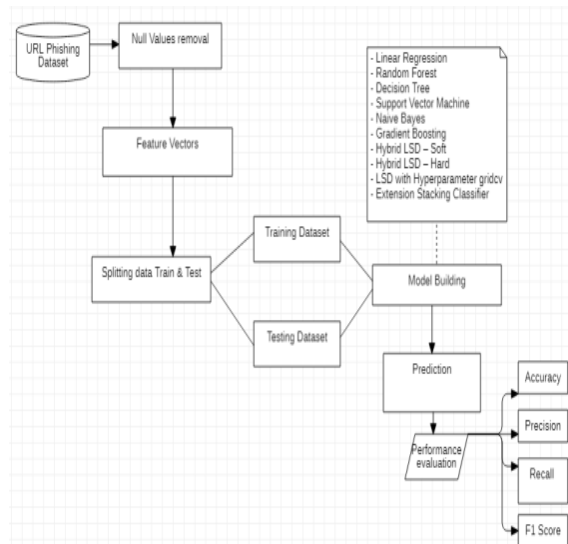 URL Phishing
Dataset
Null Values removal
Feature Vectors
Splitting data Train & Test
Training Dataset
Testing Dataset
- Linear Regression
- Random Forest
- Decision Tree
- Support Vector Machine
- Naive Bayes
- Gradient Boosting
- Hybrid LSD – Soft
- Hybrid LSD – Hard
- LSD with Hyperparameter gridcv
- Extension Stacking Classifier
Model Building
Prediction
Performance
evaluation
Accuracy
Precision
Recall
F1 Score